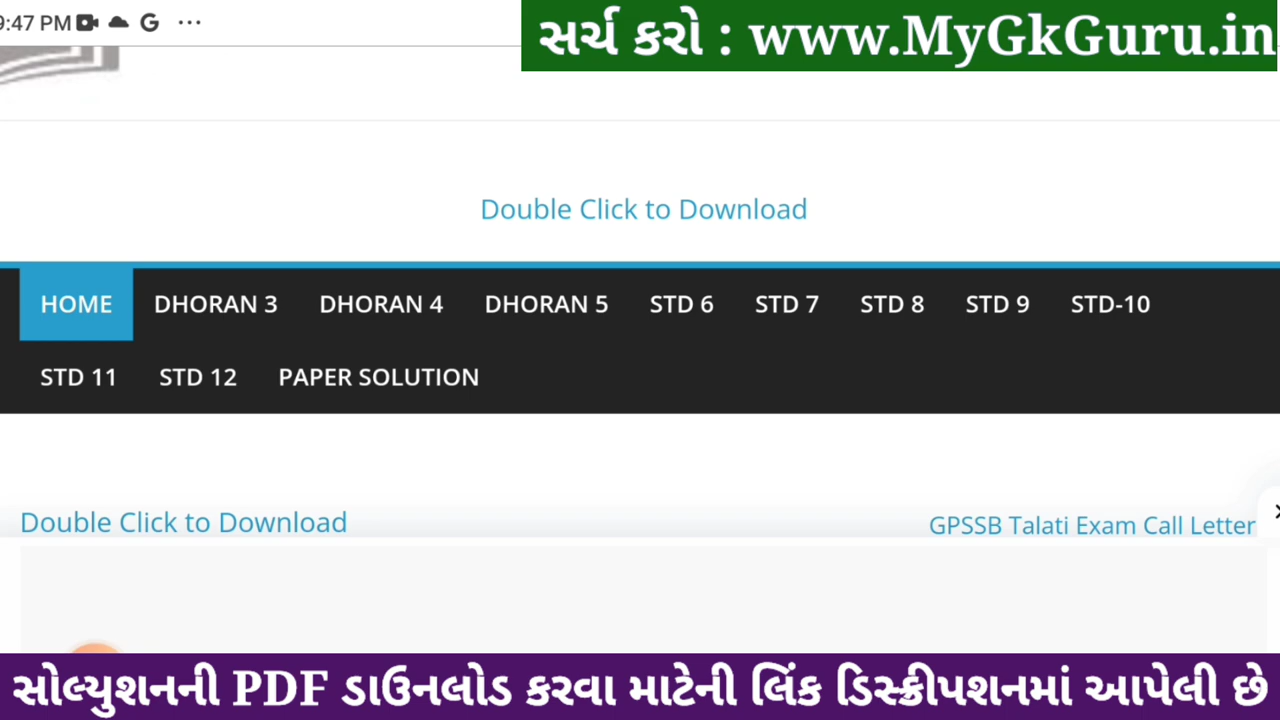 9:47 PM G ...
સર્ચ કરો : www.MyGkGuru.in
Double Click to Download
HOME DHORAN 3 DHORAN 4 DHORAN 5 STD 6 STD 7 STD 8 STD 9 STD-10
STD 11 STD 12 PAPER SOLUTION
Double Click to Download GPSSB Talati Exam Call Letter
સોલ્યુશનની PDF ડાઉનલોડ કરવા માટેની લિંક ડિસ્ક્રીપશનમાં આપેલી છે